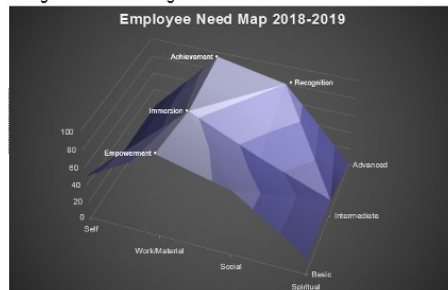 Employee Need Map 2018-2019
Achievement
Recognition
Immersion
Empowerment
100
80
60
40
20
0
Self
Work/Material
Social
Spiritual
Basic
Intermediate
Advanced